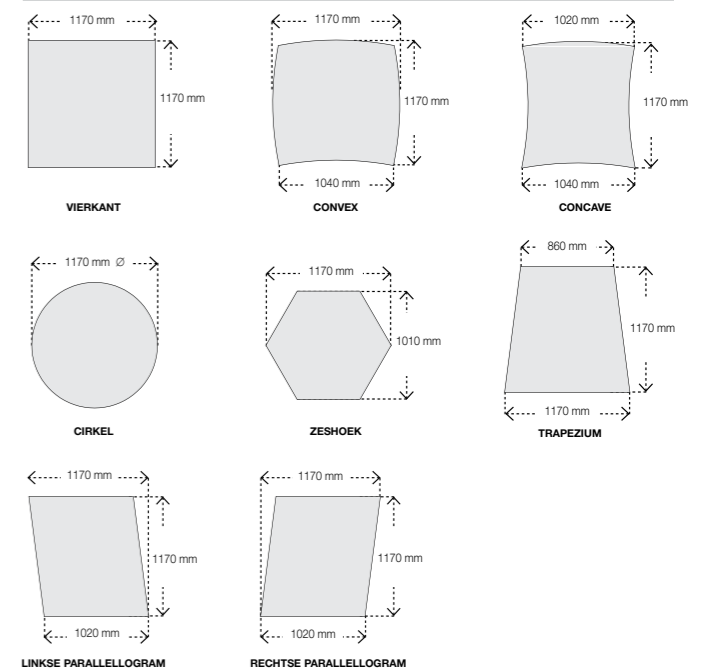 1170 mm
1170 mm
VIERKANT
1170 mm
1170 mm
1040 mm
CONVEX
1020 mm
1170 mm
1040 mm
CONCAVE
1170 mm Ø
CIRKEL
1170 mm
1010 mm
ZESHOEK
860 mm
1170 mm
1170 mm
TRAPEZIUM
1170 mm
1170 mm
1020 mm
LINKSE PARALLELLOGRAM
1170 mm
1170 mm
1020 mm
RECHTSE PARALLELLOGRAM